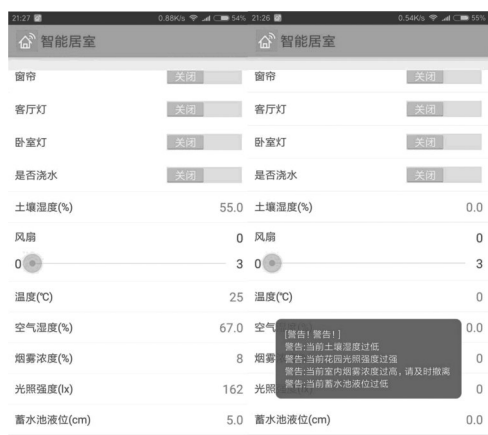 21:27 0.88K/s 54%
智能居室
窗帘 关闭
客厅灯 关闭
卧室灯 关闭
是否浇水 关闭
土壤湿度(%) 55.0
风扇 0
0 3
温度(℃) 25
空气湿度(%) 67.0
烟雾浓度(%) 8
光照强度(lx) 162
蓄水池液位(cm) 5.0
21:26 0.54K/s 55%
智能居室
窗帘 关闭
客厅灯 关闭
卧室灯 关闭
是否浇水 关闭
土壤湿度(%) 0.0
风扇 0
0 3
温度(℃) 0
空气 0.0
烟雾 0
光照 0
[警告! 警告! ]
警告:当前土壤湿度过低
警告:当前花园光照强度过强
警告:当前室内烟雾浓度过高, 请及时撤离
警告:当前蓄水池液位过低
蓄水池液位(cm) 0.0